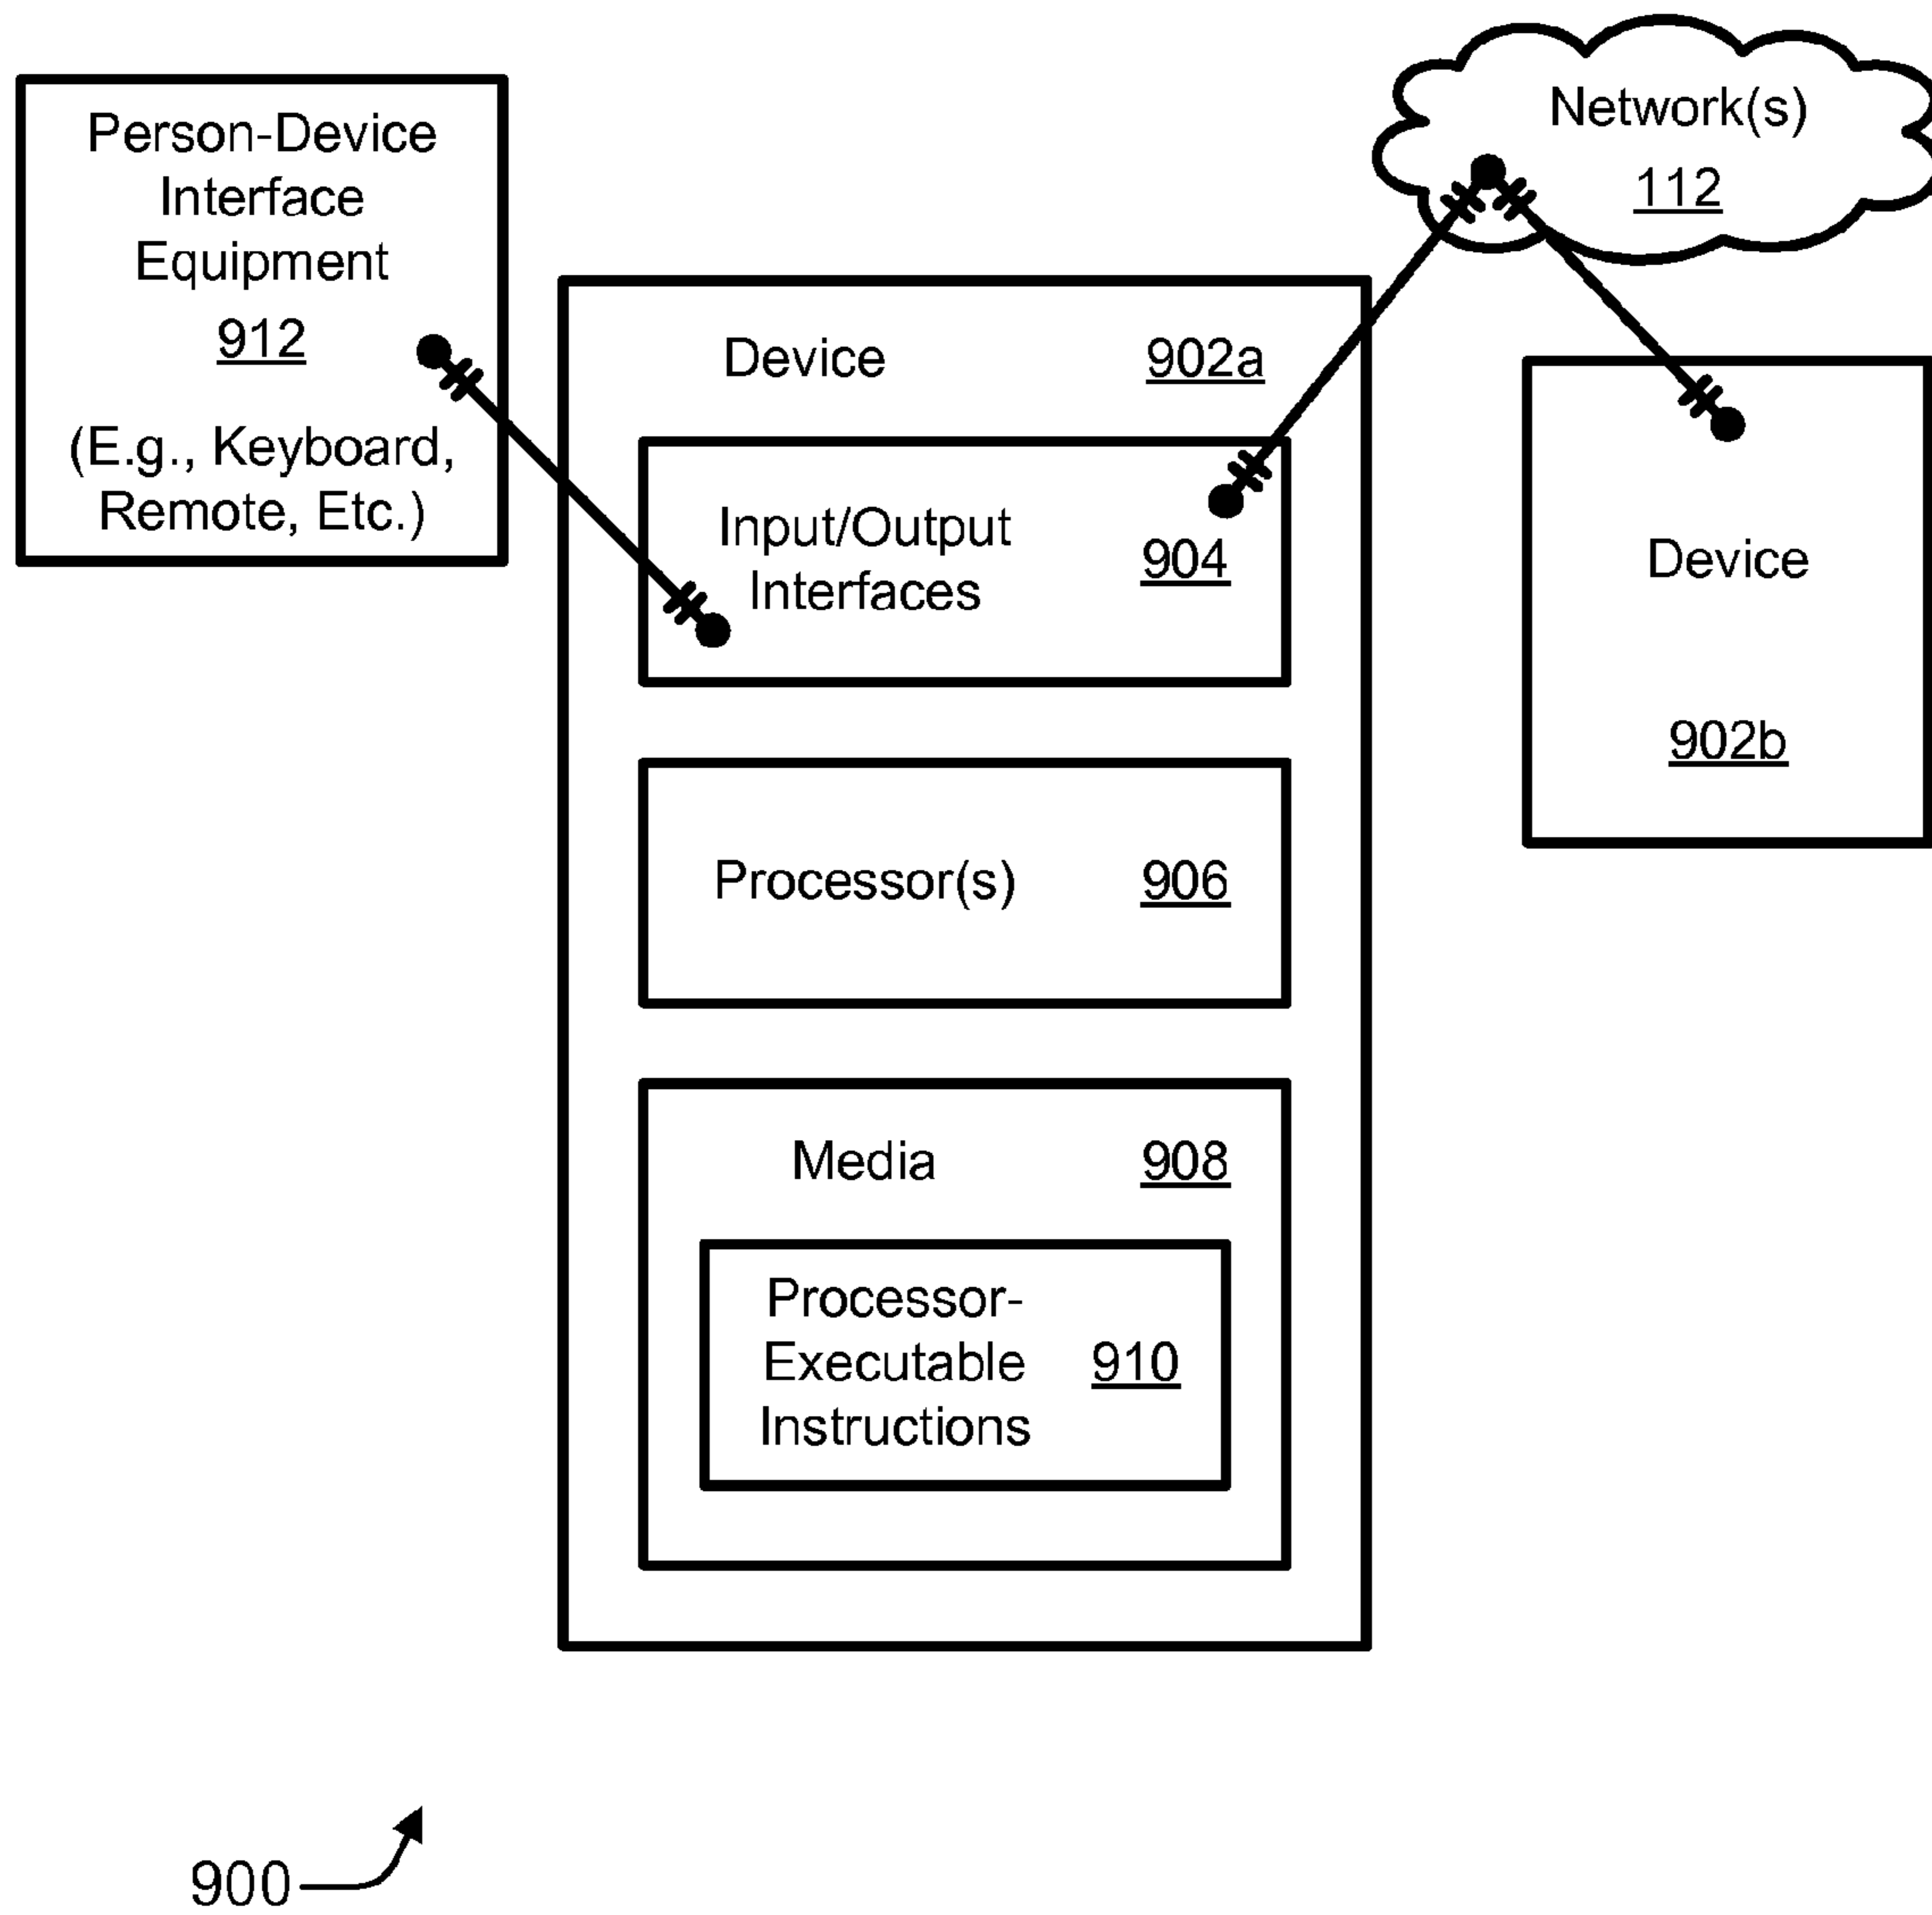 Person-Device
Interface
Equipment
912
(E.g., Keyboard,
Remote, Etc.)
Network(s)
112
Device 902a
Input/Output
Interfaces
904
Device
902b
Processor(s) 906
Media 908
Processor-
Executable
Instructions
910
900